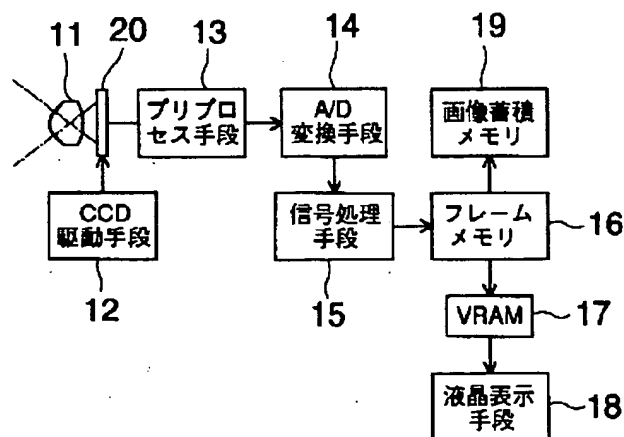 11
20
13
14
19
プリプロ
セス手段
A/D
変換手段
画像蓄積
メモリ
CCD
駆動手段
信号処理
手段
フレーム
メモリ
16
12
15
VRAM
17
液晶表示
手段
18